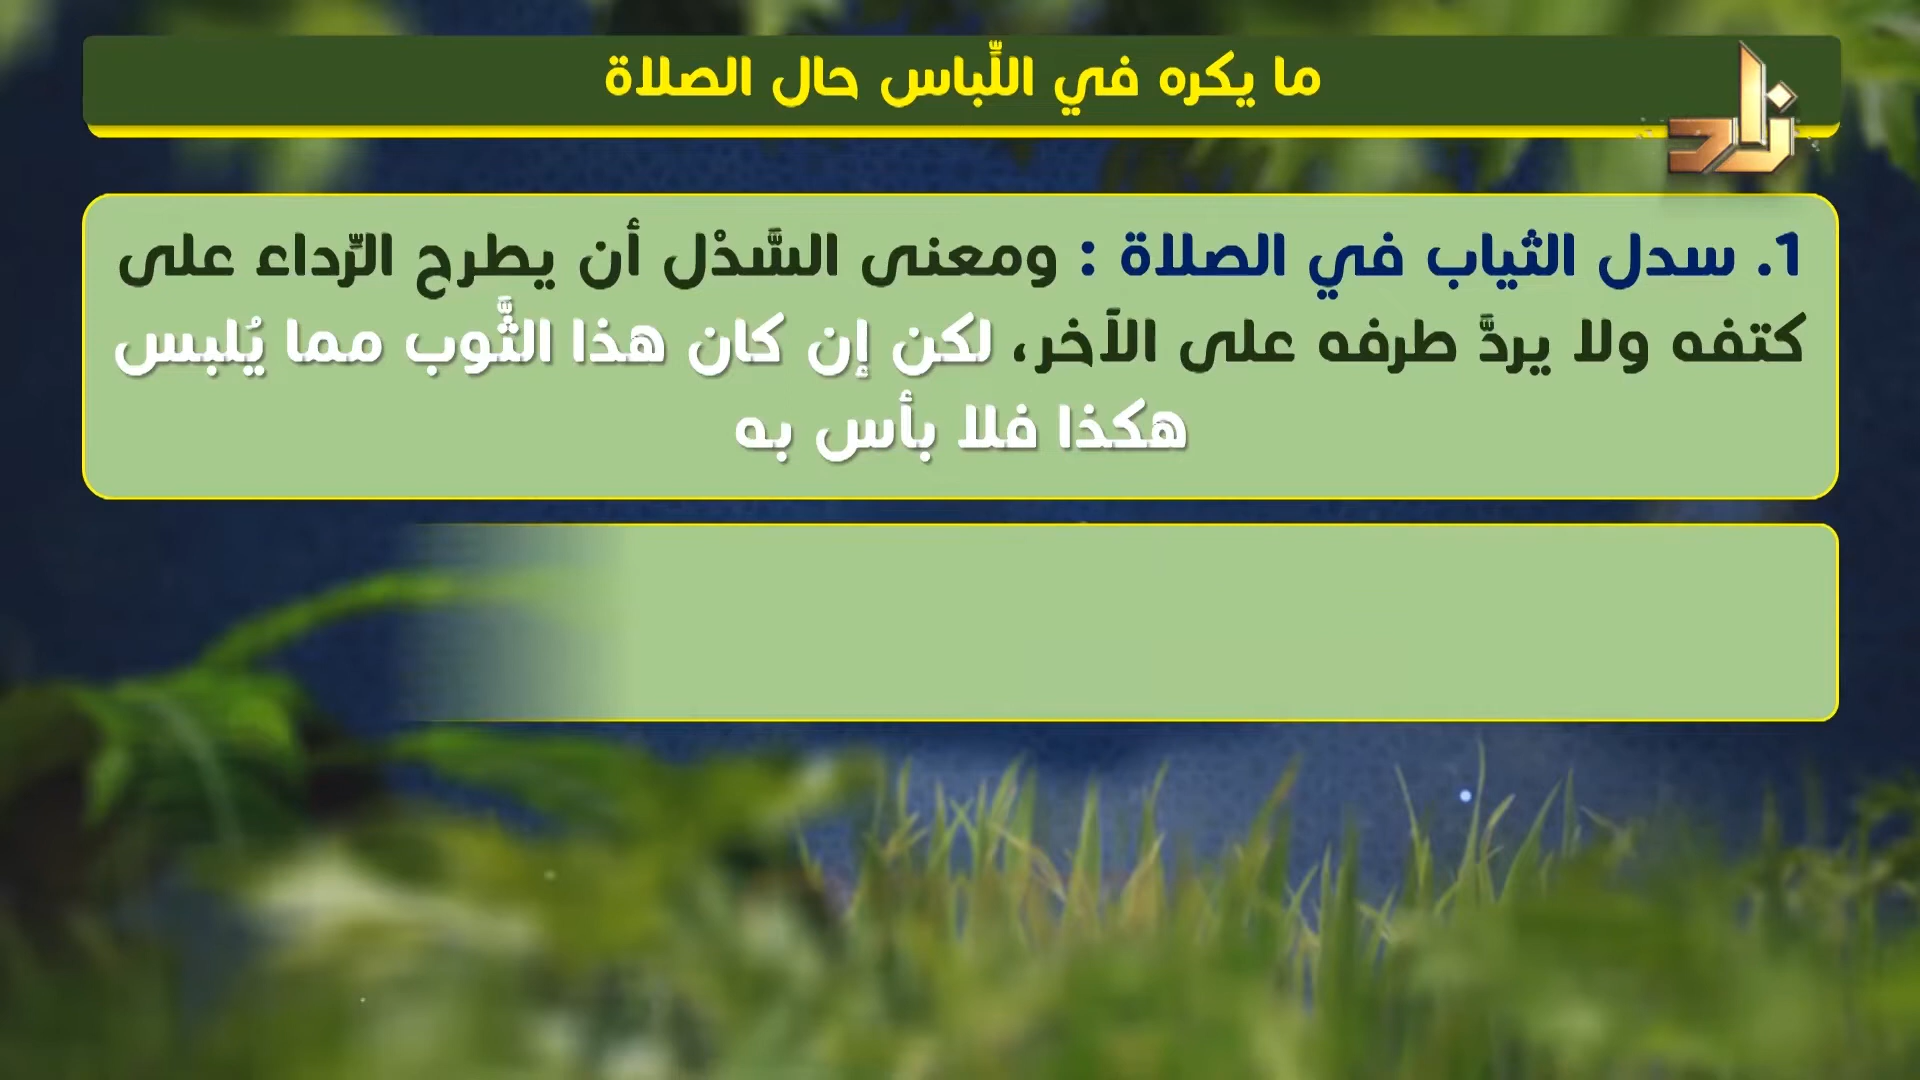 ما يكره في اللِّباس حال الصلاة
زاد
1. سدل الثياب في الصلاة : ومعنى السَّدْل أن يطرح الرِّداء على
كتفه ولا يردَّ طرفه على الآخر، لكن إن كان هذا الثَّوب مما يُلبس
هكذا فلا بأس به